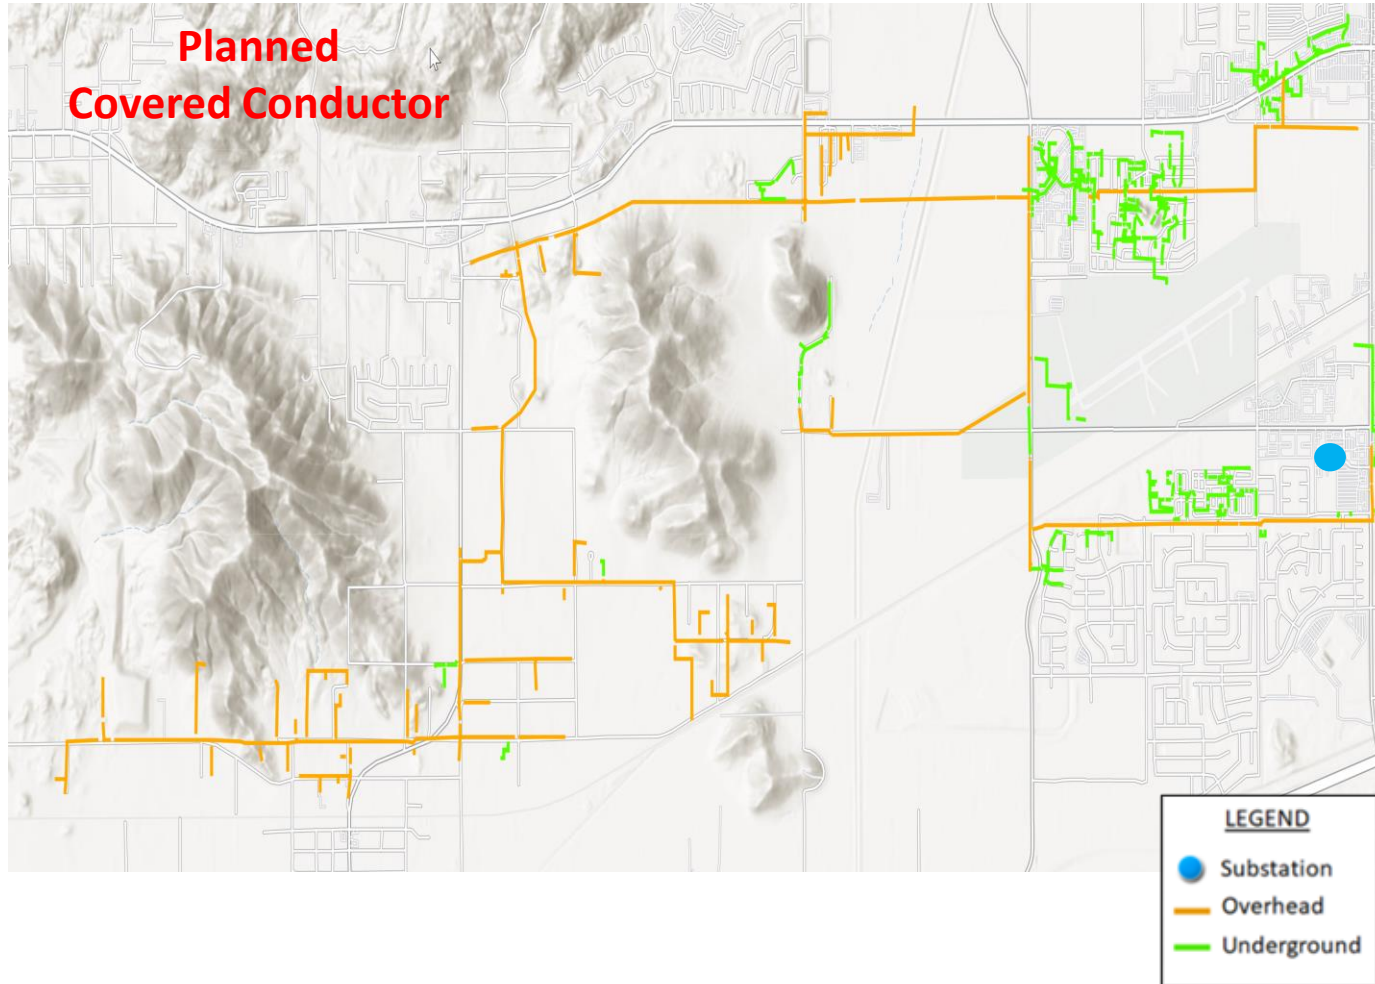 Planned
Covered Conductor
LEGEND
Substation
Overhead
Underground